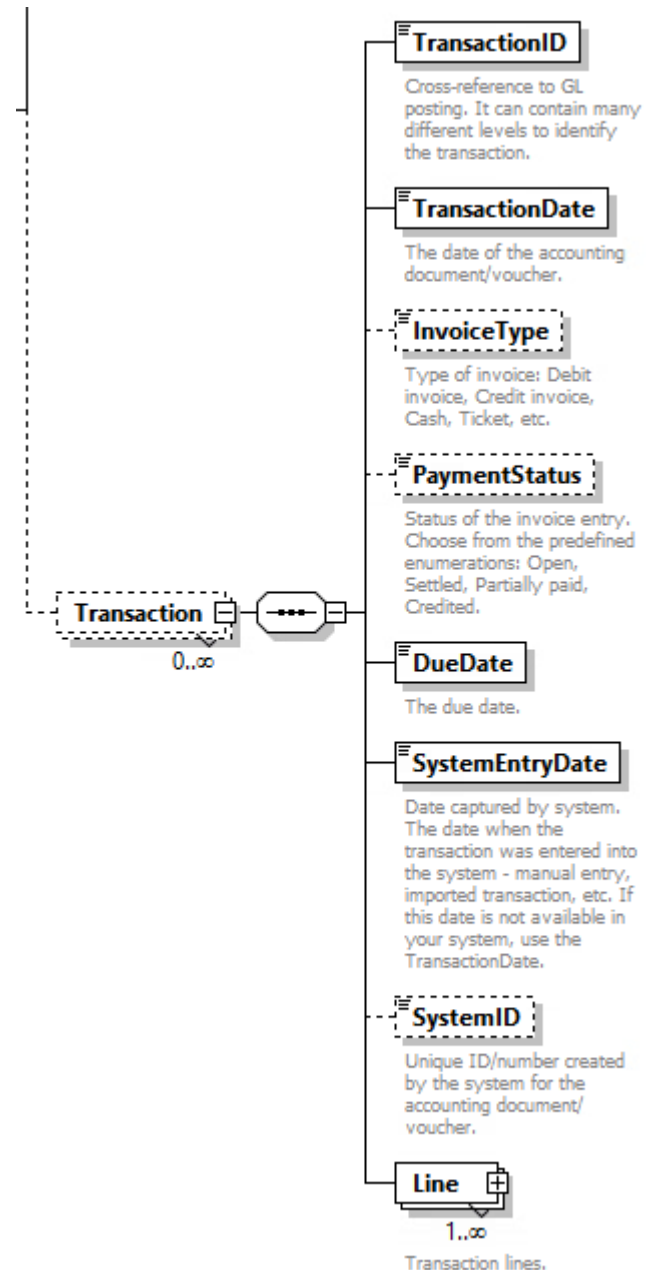 TransactionID
Cross-reference to GL
posting. It can contain many
different levels to identify
the transaction.
TransactionDate
The date of the accounting
document/voucher.
InvoiceType
Type of invoice: Debit
invoice, Credit invoice,
Cash, Ticket, etc.
PaymentStatus
Status of the invoice entry.
Choose from the predefined
enumerations: Open,
Settled, Partially paid,
Credited.
Transaction
0..∞
DueDate
The due date.
SystemEntryDate
Date captured by system.
The date when the
transaction was entered into
the system - manual entry,
imported transaction, etc. If
this date is not available in
your system, use the
TransactionDate.
SystemID
Unique ID/number created
by the system for the
accounting document/
voucher.
Line
1..∞
Transaction lines.